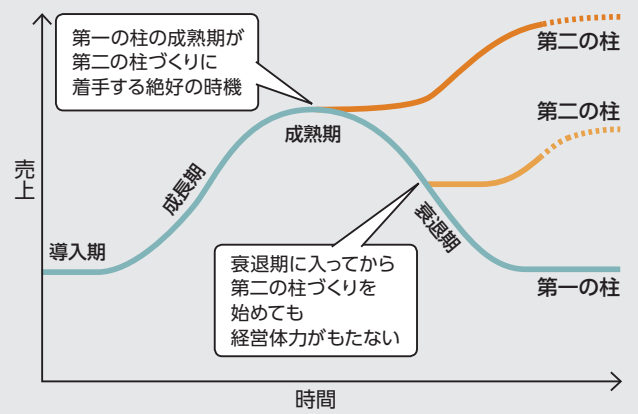 第一の柱の成熟期が
第二の柱づくりに
着手する絶好の時機
第二の柱
第二の柱
成熟期
売上
成長期
導入期
衰退期
衰退期に入ってから
第二の柱づくりを
始めても
経営体力がもたない
第一の柱
時間